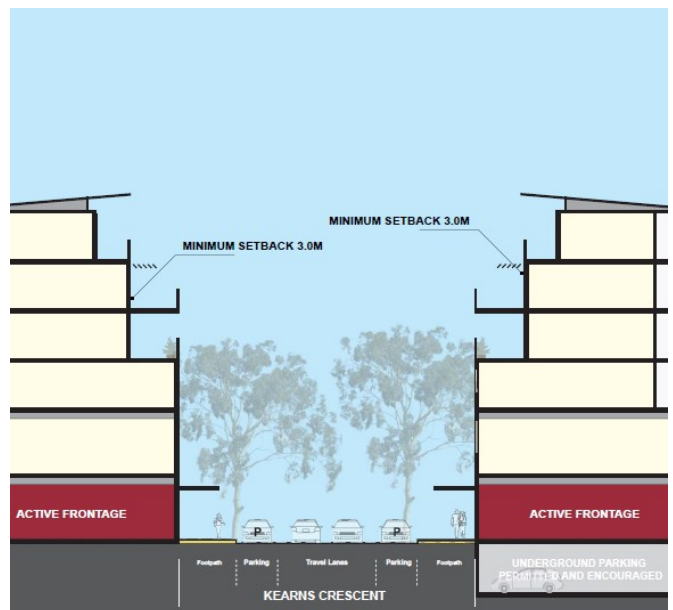 MINIMUM SETBACK 3.0M
MINIMUM SETBACK 3.0M
ACTIVE FRONTAGE
ACTIVE FRONTAGE
P
P
Footpath
Parking
Travel Lanes
Parking
Footpath
UNDERGROUND PARKING
PERMITTED AND ENCOURAGED
KEARNS CRESCENT